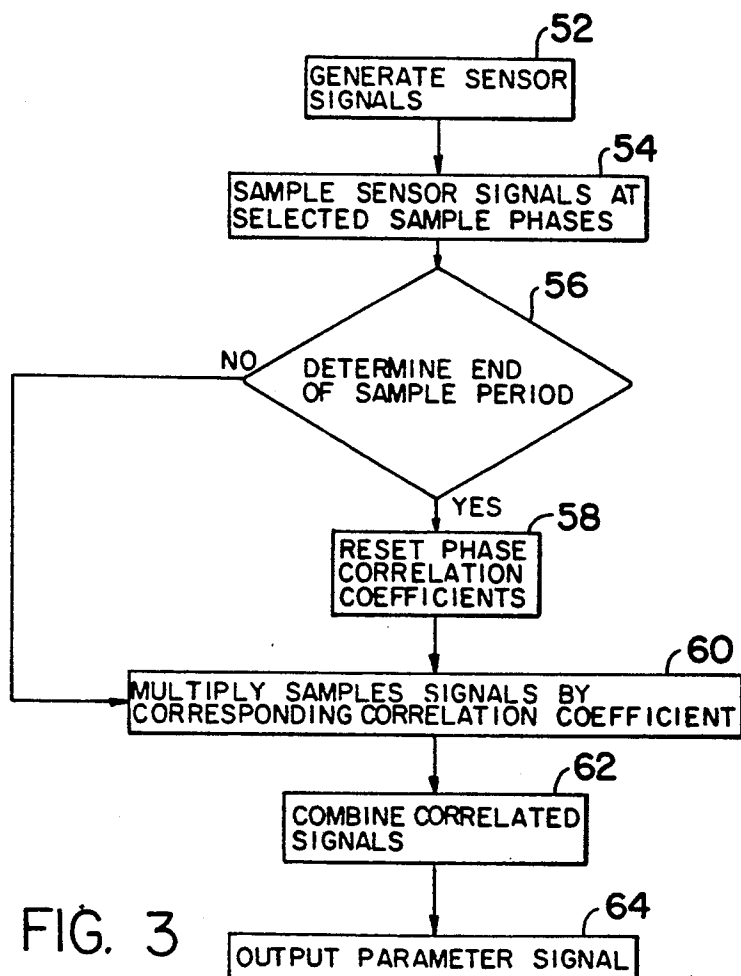 52
GENERATE SENSOR
SIGNALS
54
SAMPLE SENSOR SIGNALS AT
SELECTED SAMPLE PHASES
56
NO
DETERMINE END
OF SAMPLE PERIOD
YES
58
RESET PHASE
CORRELATION
COEFFICIENTS
60
MULTIPLY SAMPLES SIGNALS BY
CORRESPONDING CORRELATION COEFFICIENT
62
COMBINE CORRELATED
SIGNALS
64
OUTPUT PARAMETER SIGNAL
FIG. 3